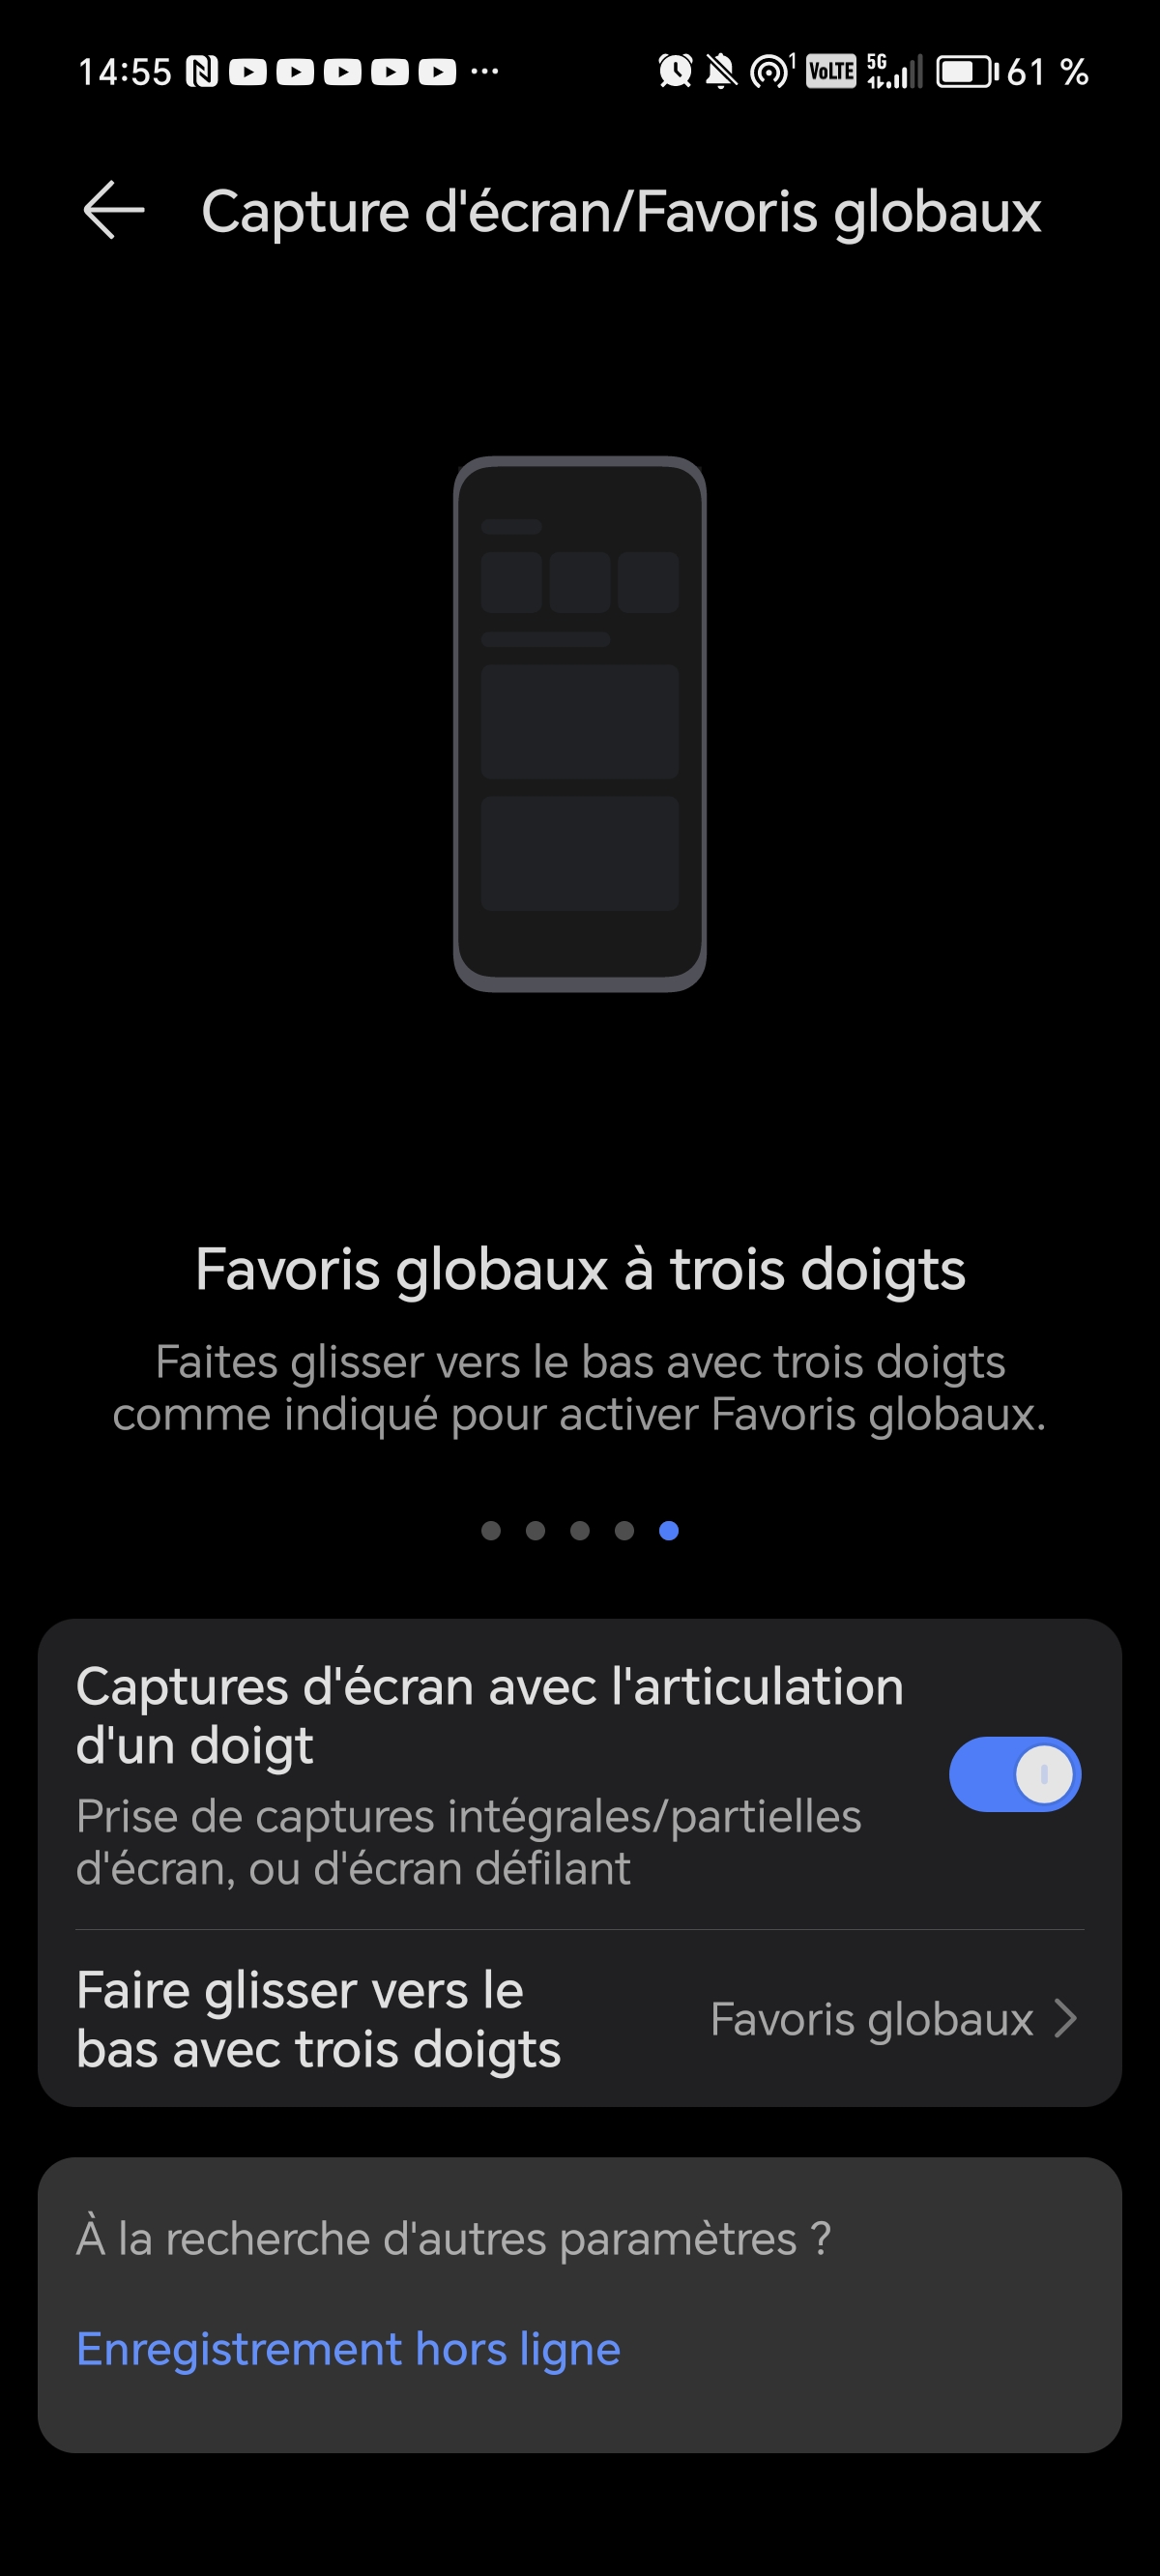 14:55 ... 1 VoLTE 5G 61 %
Capture d'écran/Favoris globaux
Favoris globaux à trois doigts
Faites glisser vers le bas avec trois doigts
comme indiqué pour activer Favoris globaux.
Captures d'écran avec l'articulation
d'un doigt
Prise de captures intégrales/partielles
d'écran, ou d'écran défilant
Faire glisser vers le
bas avec trois doigts
Favoris globaux
À la recherche d'autres paramètres ?
Enregistrement hors ligne